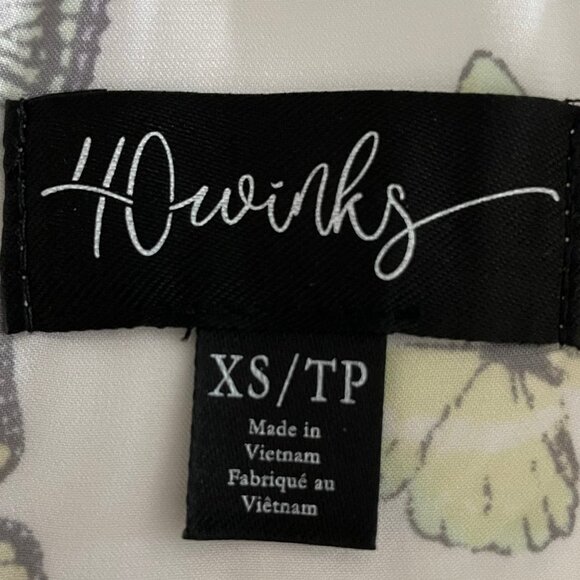 40winks
XS/TP
Made in
Vietnam
Fabriqué au
Viêtnam